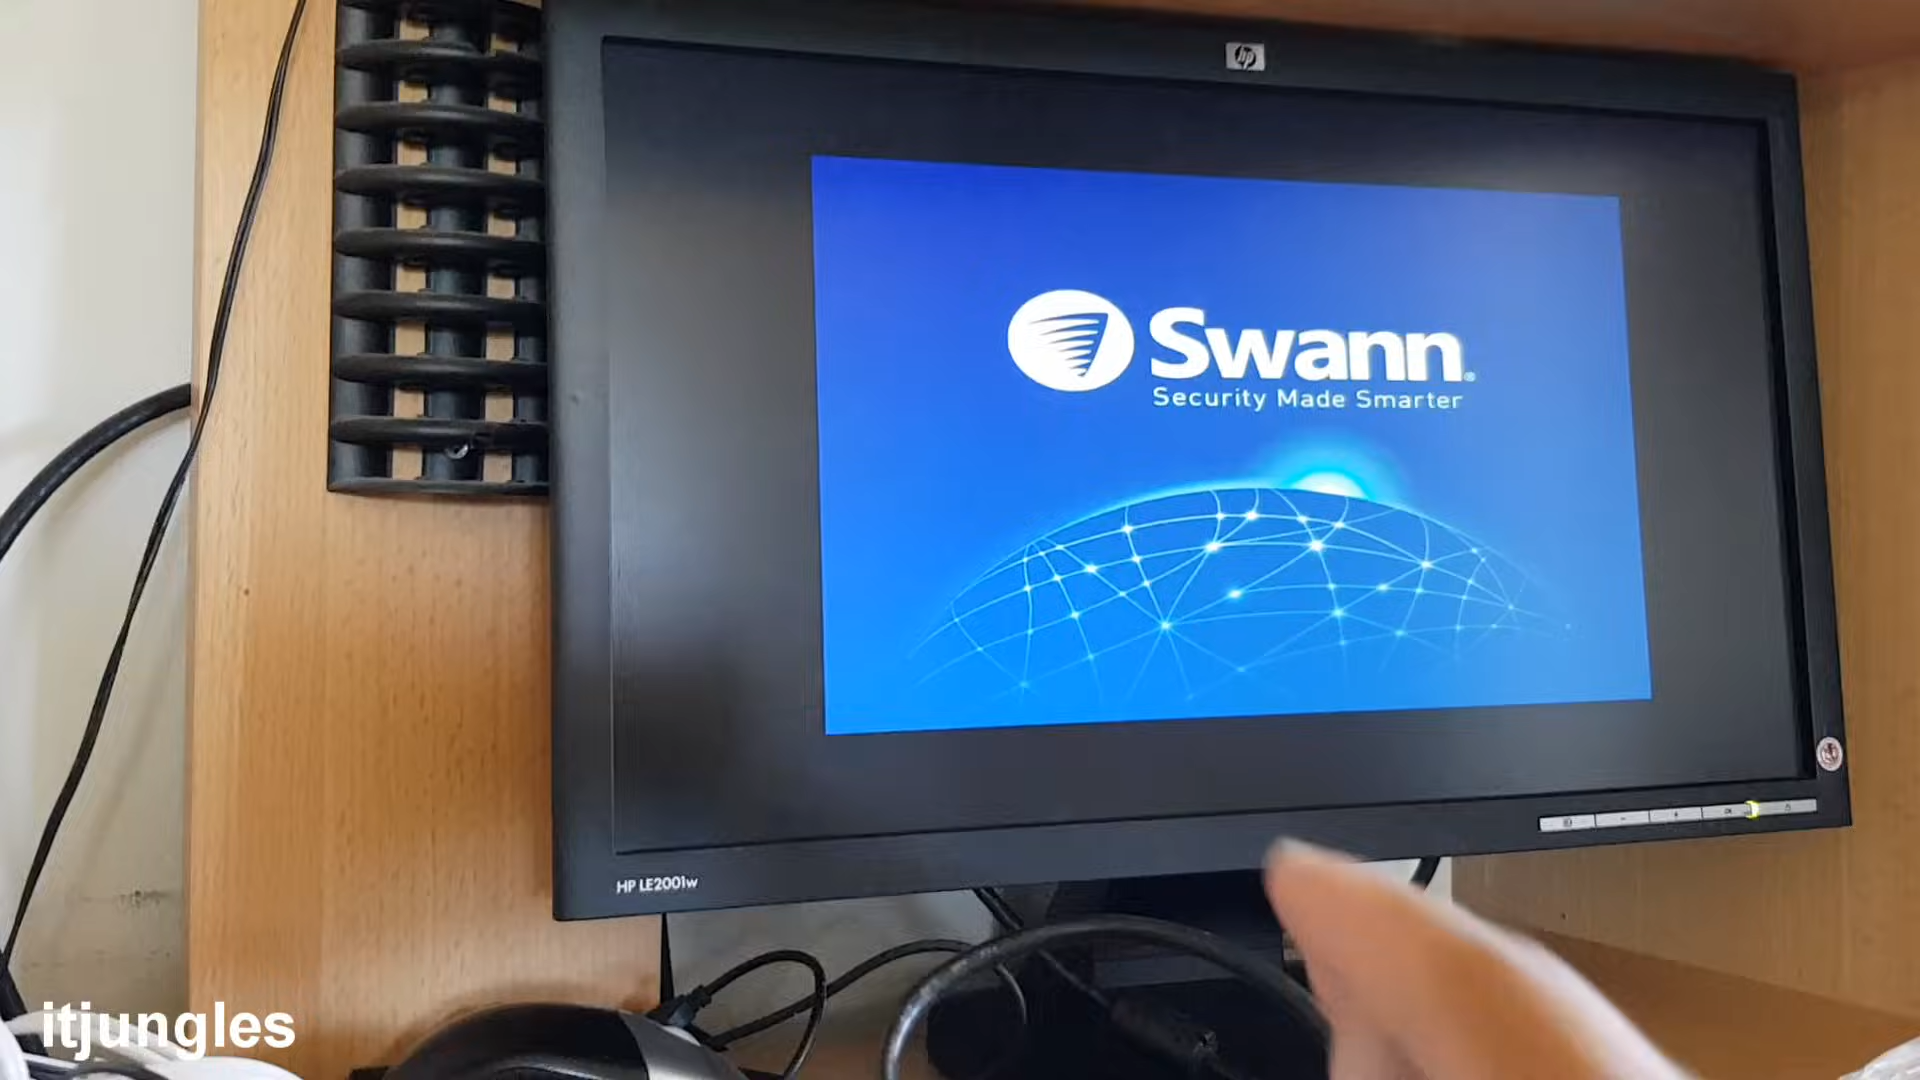 hp
Swann®
Security Made Smarter
HP LE2001w
itjungles